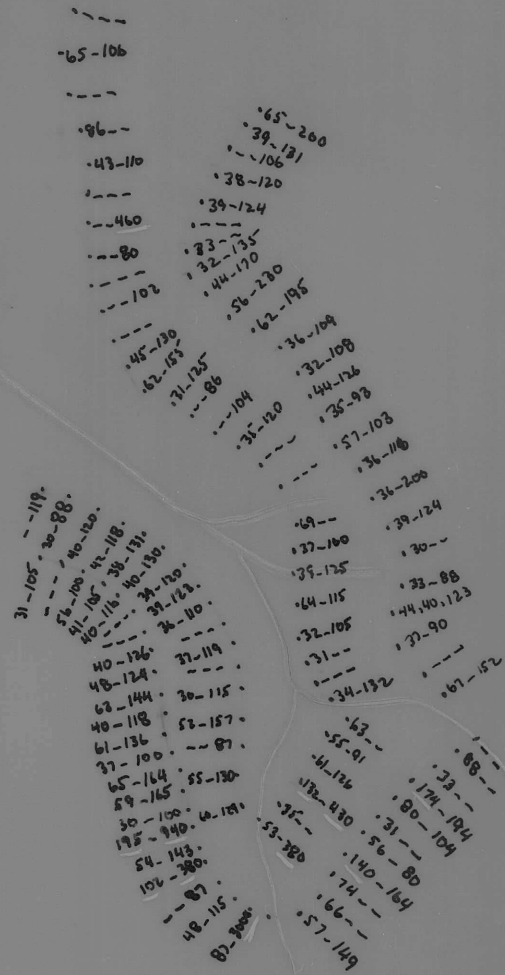 · - - -
·65-106
· - - -
·86 - -
·43-110
· - - -
· - -460
· - -80
· - - -
· - -102
· - - -
·45-130
·62-155
·31-125
· - -86
· - -104
·35-120
· - - -
· - - -
·65-200
·39-131
· - -106
·38-120
·39-124
· - - -
·83 - -
·32-135
·44-170
·56-230
·62-195
·36-109
·32-108
·44-126
·35-93
·57-103
·36-118
·36-200
·39-124
·30 - -
·33-88
·44,40,123
·37-90
· - - -
·67-152
·69 - -
·37-160
·39-125
·64-115
·32-105
·31 - -
· - - -
·34-132
·63 - -
·55-91
·61-126
·132-430
·35 - -
·53-380
· - - -
·88 - -
·33 - -
·174-194
·80-104
·31 - -
·56-80
·140-164
·74 - -
·66 - -
·57-149
- -119·
30-88·
31-105·
- - -·
40-120·
56-100·
42-118·
41-105·
38-131·
40-116·
40-130·
- - -·
39-120·
39-123·
36-110·
- - -·
40-126·
37-119·
48-124·
- - -·
63-144·
30-115·
40-118·
53-157·
61-136·
- -87·
37-100·
65-164·
55-130·
59-165·
30-100·
60-129·
195-940·
54-143·
102-380·
- -87·
48-115·
87-3000·